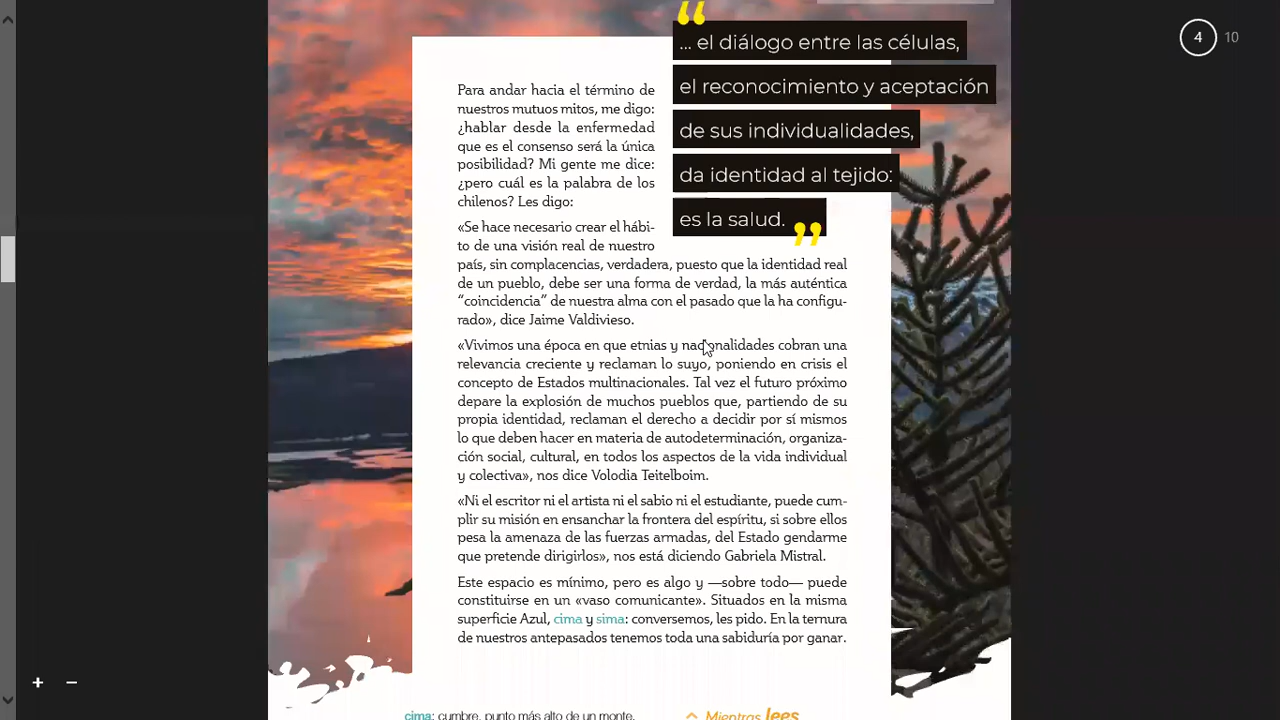 4 10
“
... el diálogo entre las células,
el reconocimiento y aceptación
de sus individualidades,
da identidad al tejido:
es la salud.
”
Para andar hacia el término de
nuestros mutuos mitos, me digo:
¿hablar desde la enfermedad
que es el consenso será la única
posibilidad? Mi gente me dice:
¿pero cuál es la palabra de los
chilenos? Les digo:
«Se hace necesario crear el hábi-
to de una visión real de nuestro
país, sin complacencias, verdadera, puesto que la identidad real
de un pueblo, debe ser una forma de verdad, la más auténtica
“coincidencia” de nuestra alma con el pasado que la ha configu-
rado», dice Jaime Valdivieso.
«Vivimos una época en que etnias y nacionalidades cobran una
relevancia creciente y reclaman lo suyo, poniendo en crisis el
concepto de Estados multinacionales. Tal vez el futuro próximo
depare la explosión de muchos pueblos que, partiendo de su
propia identidad, reclaman el derecho a decidir por sí mismos
lo que deben hacer en materia de autodeterminación, organiza-
ción social, cultural, en todos los aspectos de la vida individual
y colectiva», nos dice Volodia Teitelboim.
«Ni el escritor ni el artista ni el sabio ni el estudiante, puede cum-
plir su misión en ensanchar la frontera del espíritu, si sobre ellos
pesa la amenaza de las fuerzas armadas, del Estado gendarme
que pretende dirigirlos», nos está diciendo Gabriela Mistral.
Este espacio es mínimo, pero es algo y —sobre todo— puede
constituirse en un «vaso comunicante». Situados en la misma
superficie Azul, cima y sima: conversemos, les pido. En la ternura
de nuestros antepasados tenemos toda una sabiduría por ganar.
cima: cumbre, punto más alto de un monte.
Mientras lees